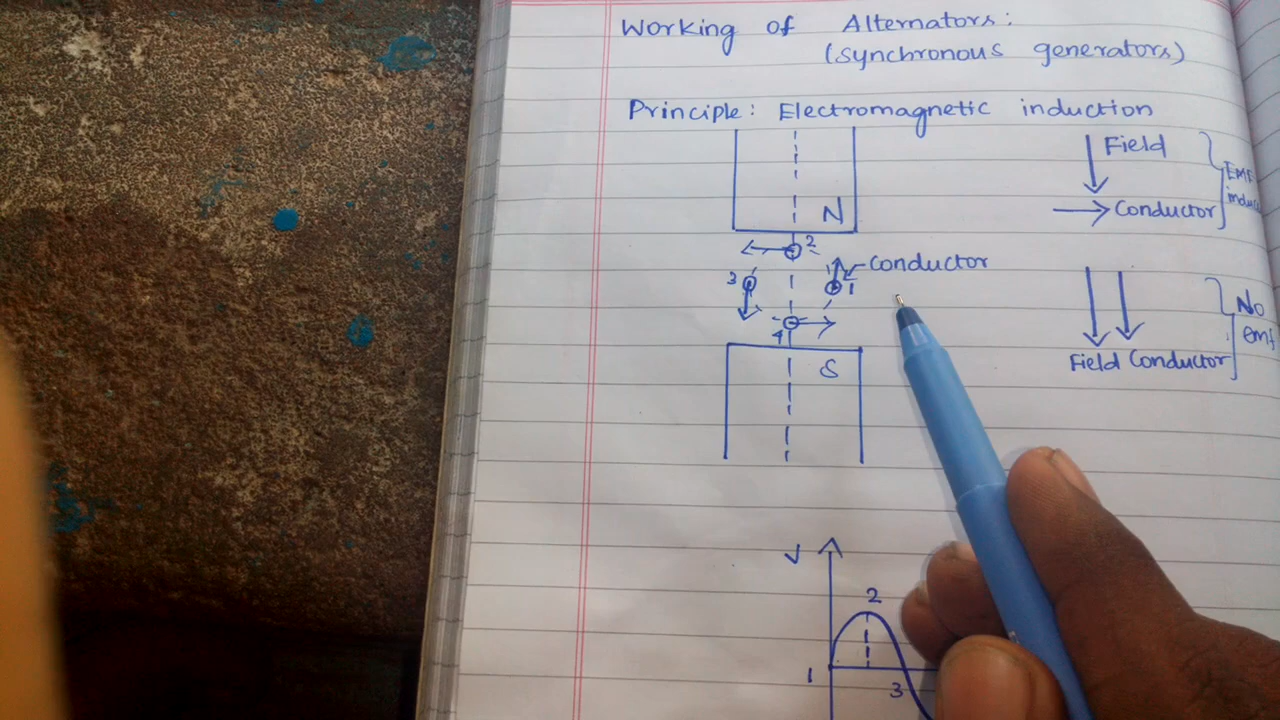 Working of Alternators:
(Synchronous generators)
Principle: Electromagnetic induction
Field
Conductor
EMF
N
2
Conductor
3
1
4
S
No
emf
Field Conductor
V
2
1
3